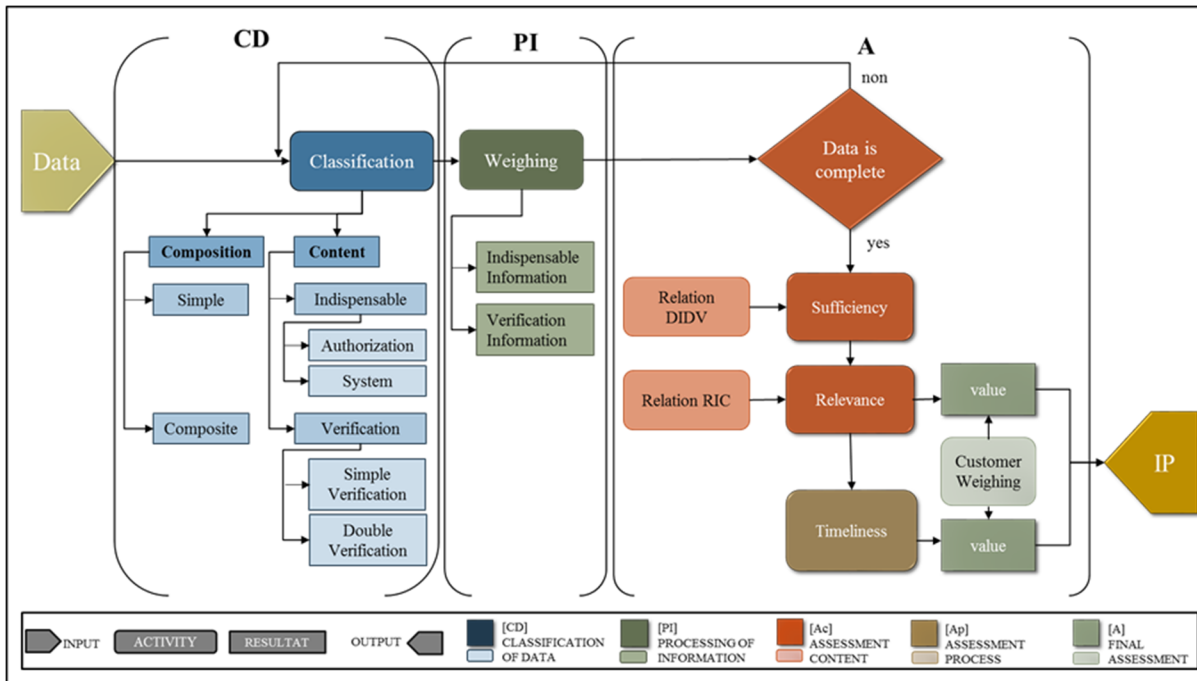 CD
PI
A
non
Data
Classification
Weighing
Data is
complete
yes
Composition
Content
Simple
Indispensable
Authorization
System
Composite
Verification
Simple
Verification
Double
Verification
Indispensable
Information
Verification
Information
Relation
DIDV
Sufficiency
Relation RIC
Relevance
value
Customer
Weighing
Timeliness
value
IP
INPUT
ACTIVITY
RESULTAT
OUTPUT
[CD]
CLASSIFICATION
OF DATA
[PI]
PROCESSING OF
INFORMATION
[Ac]
ASSESSMENT
CONTENT
[Ap]
ASSESSMENT
PROCESS
[A]
FINAL
ASSESSMENT